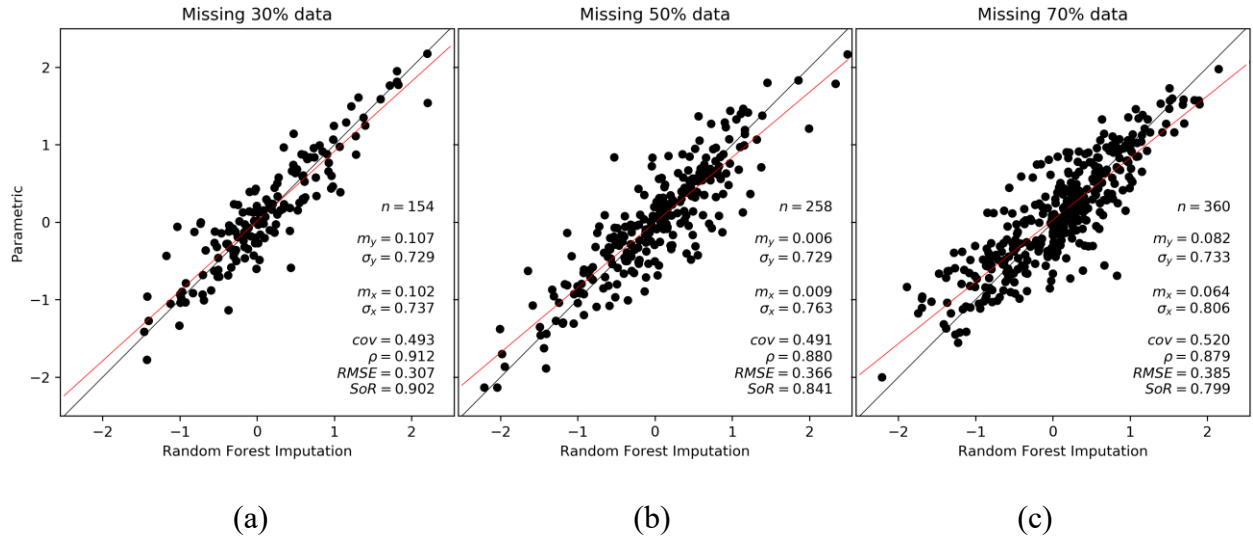 Missing 30% data
2
1
0
−1
−2
Parametric
n = 154
m_y = 0.107
σ_y = 0.729
m_x = 0.102
σ_x = 0.737
cov = 0.493
ρ = 0.912
RMSE = 0.307
SoR = 0.902
−2 −1 0 1 2
Random Forest Imputation
(a)
Missing 50% data
n = 258
m_y = 0.006
σ_y = 0.729
m_x = 0.009
σ_x = 0.763
cov = 0.491
ρ = 0.880
RMSE = 0.366
SoR = 0.841
−2 −1 0 1 2
Random Forest Imputation
(b)
Missing 70% data
n = 360
m_y = 0.082
σ_y = 0.733
m_x = 0.064
σ_x = 0.806
cov = 0.520
ρ = 0.879
RMSE = 0.385
SoR = 0.799
−2 −1 0 1 2
Random Forest Imputation
(c)